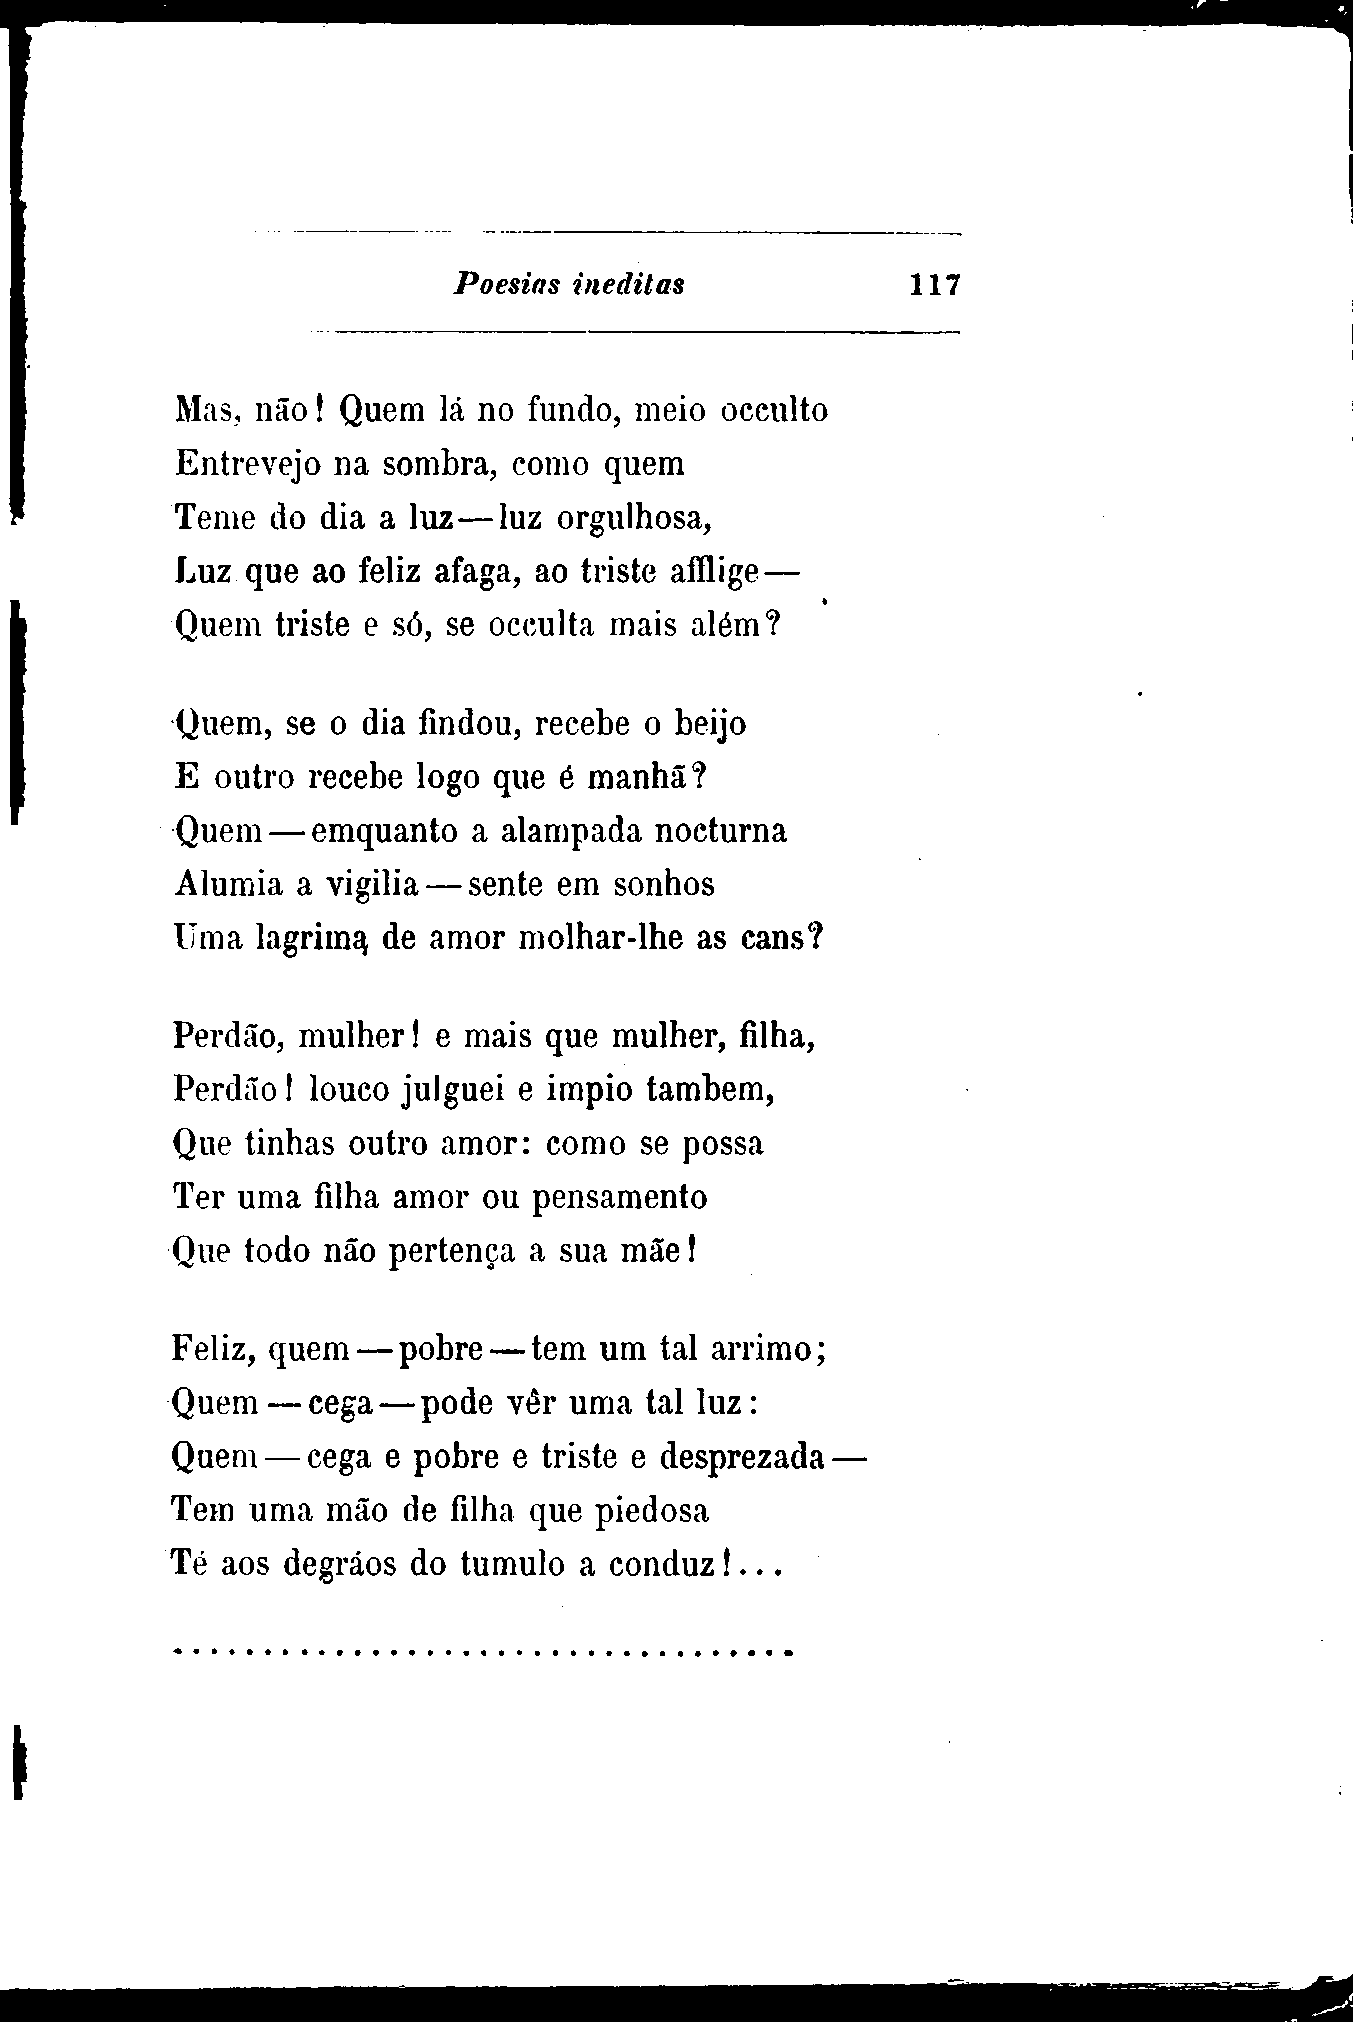 Poesias ineditas 117
Mas, não! Quem lá no fundo, meio occulto
Entrevejo na sombra, como quem
Teme do dia a luz—luz orgulhosa,
Luz que ao feliz afaga, ao triste afflige—
Quem triste e só, se occulta mais além?
Quem, se o dia findou, recebe o beijo
E outro recebe logo que é manhã?
Quem—emquanto a alampada nocturna
Alumia a vigilia—sente em sonhos
Uma lagrima de amor molhar-lhe as cans?
Perdão, mulher! e mais que mulher, filha,
Perdão! louco julguei e impio tambem,
Que tinhas outro amor: como se possa
Ter uma filha amor ou pensamento
Que todo não pertença a sua mãe!
Feliz, quem—pobre—tem um tal arrimo;
Quem—cega—pode vêr uma tal luz:
Quem—cega e pobre e triste e desprezada—
Tem uma mão de filha que piedosa
Té aos degráos do tumulo a conduz!...
...................................